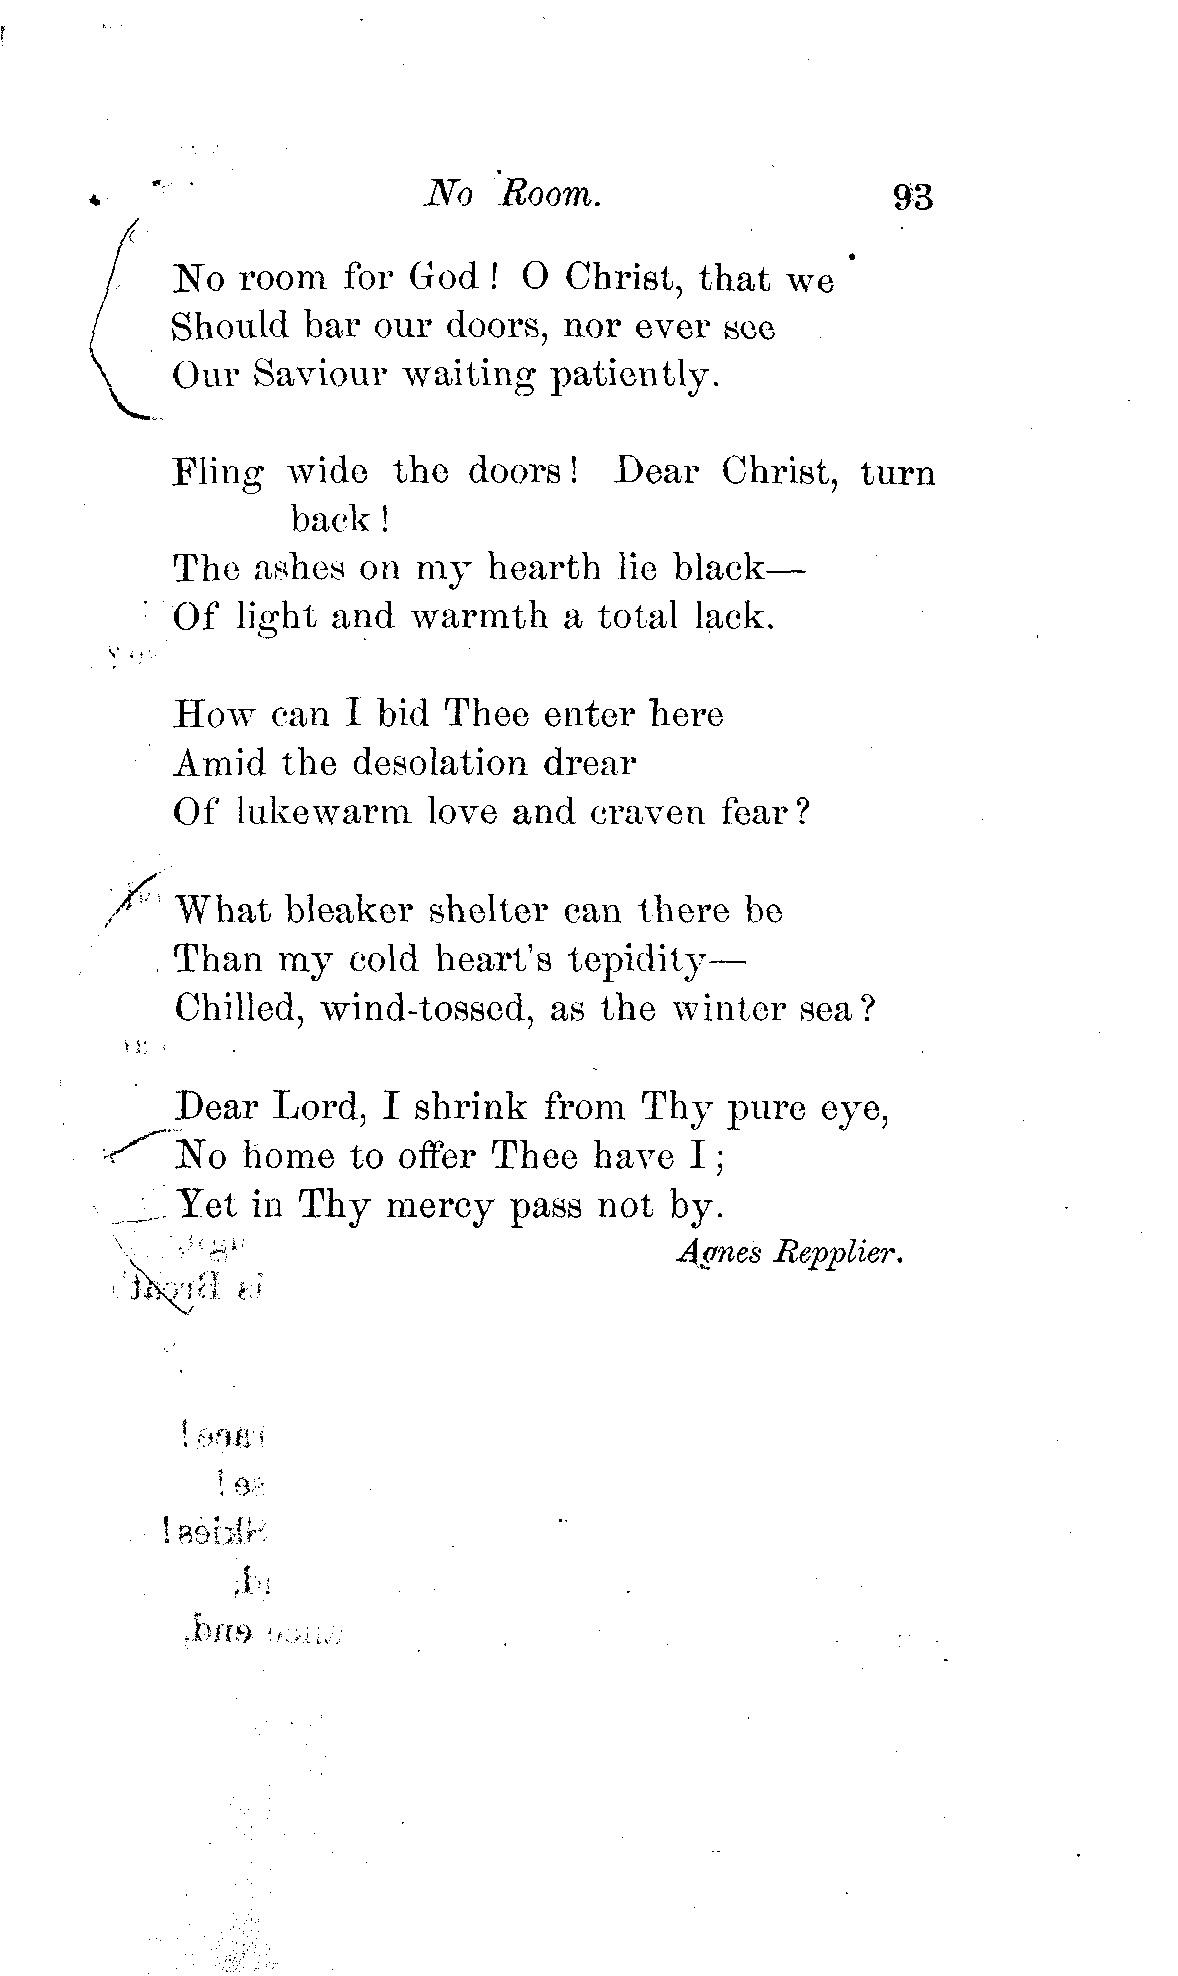 No Room. 93
No room for God! O Christ, that we
Should bar our doors, nor ever see
Our Saviour waiting patiently.
Fling wide the doors! Dear Christ, turn
back!
The ashes on my hearth lie black—
Of light and warmth a total lack.
How can I bid Thee enter here
Amid the desolation drear
Of lukewarm love and craven fear?
What bleaker shelter can there be
Than my cold heart's tepidity—
Chilled, wind-tossed, as the winter sea?
Dear Lord, I shrink from Thy pure eye,
No home to offer Thee have I;
Yet in Thy mercy pass not by.
Agnes Repplier.